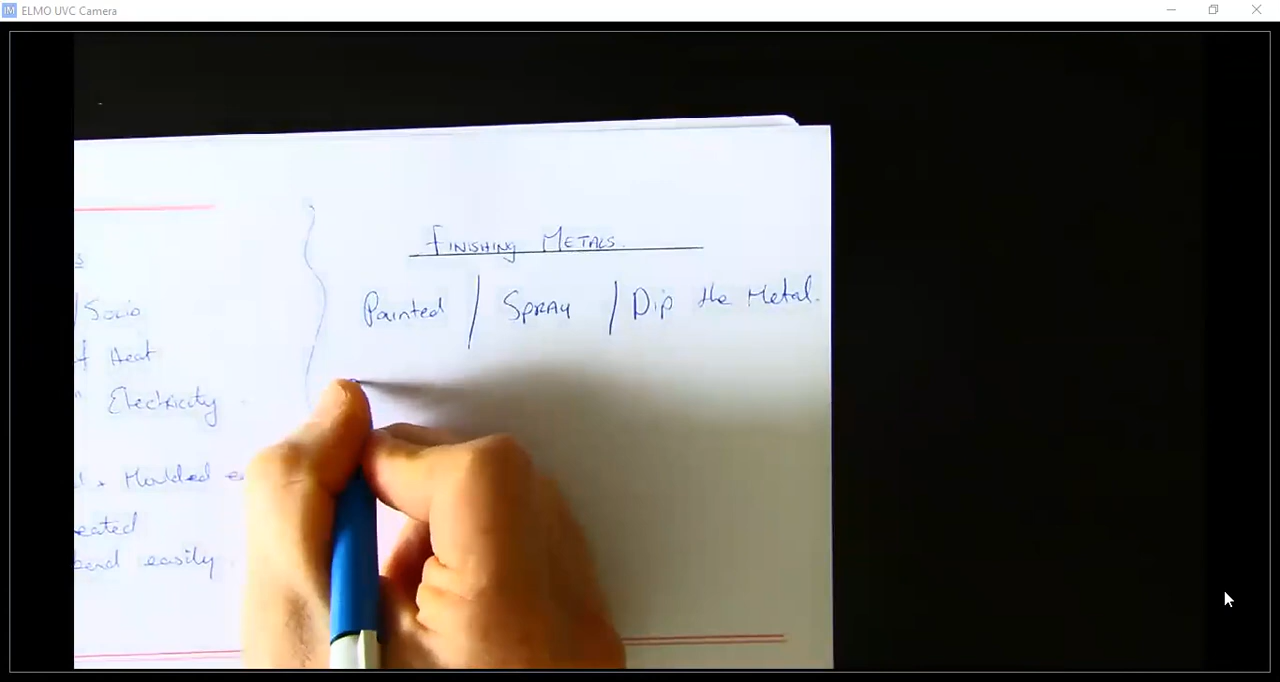 ELMO UVC Camera
FINISHING METALS.
Painted / SPRAY / Dip the Metal.
/Solid
f Heat
Electricity
Moulded
eated
bend easily